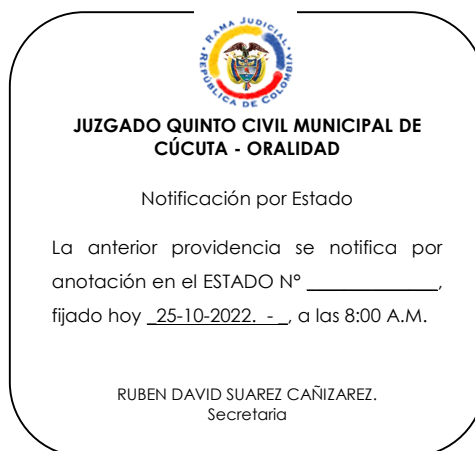 RAMA JUDICIAL
REPÚBLICA DE COLOMBIA
JUZGADO QUINTO CIVIL MUNICIPAL DE
CÚCUTA - ORALIDAD
Notificación por Estado
La anterior providencia se notifica por
anotación en el ESTADO N° _____________,
fijado hoy _25-10-2022. - _, a las 8:00 A.M.
RUBEN DAVID SUAREZ CAÑIZAREZ.
Secretaria